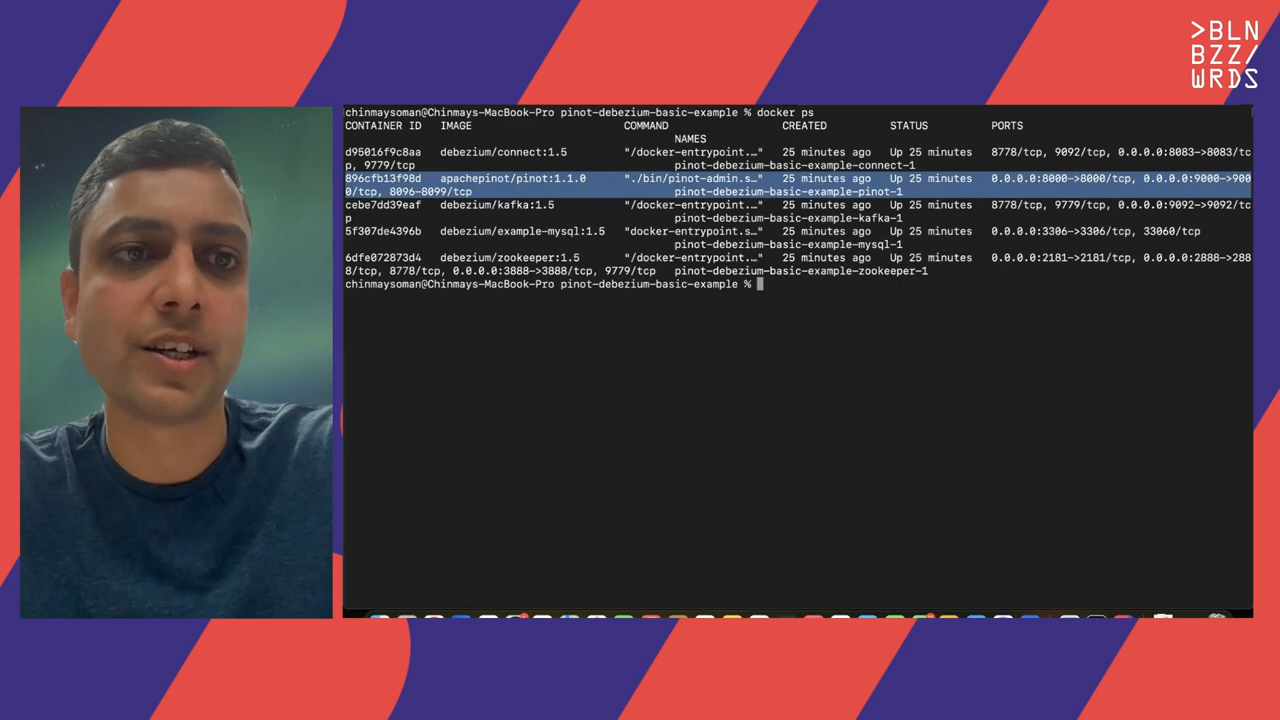 >BLN
BZZ/
WRDS
chinmaysoman@Chinmays-MacBook-Pro pinot-debezium-basic-example % docker ps
CONTAINER ID   IMAGE   COMMAND   CREATED   STATUS   PORTS
NAMES
d95016f9c8aa   debezium/connect:1.5   "/docker-entrypoint.…"   25 minutes ago   Up 25 minutes   8778/tcp, 9092/tcp, 0.0.0.0:8083->8083/tc
p, 9779/tcp   pinot-debezium-basic-example-connect-1
896cfb13f98d   apachepinot/pinot:1.1.0   "./bin/pinot-admin.s…"   25 minutes ago   Up 25 minutes   0.0.0.0:8000->8000/tcp, 0.0.0.0:9000->900
0/tcp, 8096-8099/tcp   pinot-debezium-basic-example-pinot-1
cebe7dd39eaf   debezium/kafka:1.5   "/docker-entrypoint.…"   25 minutes ago   Up 25 minutes   8778/tcp, 9779/tcp, 0.0.0.0:9092->9092/tc
p   pinot-debezium-basic-example-kafka-1
5f307de4396b   debezium/example-mysql:1.5   "docker-entrypoint.s…"   25 minutes ago   Up 25 minutes   0.0.0.0:3306->3306/tcp, 33060/tcp
pinot-debezium-basic-example-mysql-1
6dfe072873d4   debezium/zookeeper:1.5   "/docker-entrypoint.…"   25 minutes ago   Up 25 minutes   0.0.0.0:2181->2181/tcp, 0.0.0.0:2888->288
8/tcp, 8778/tcp, 0.0.0.0:3888->3888/tcp, 9779/tcp   pinot-debezium-basic-example-zookeeper-1
chinmaysoman@Chinmays-MacBook-Pro pinot-debezium-basic-example %